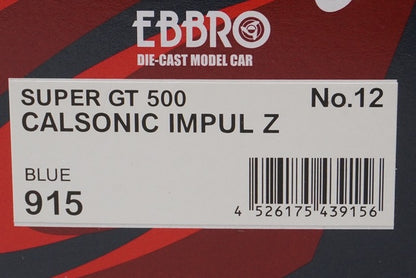 EBBRO
DIE-CAST MODEL CAR
SUPER GT 500 No.12
CALSONIC IMPUL Z
BLUE
915
4 526175 439156